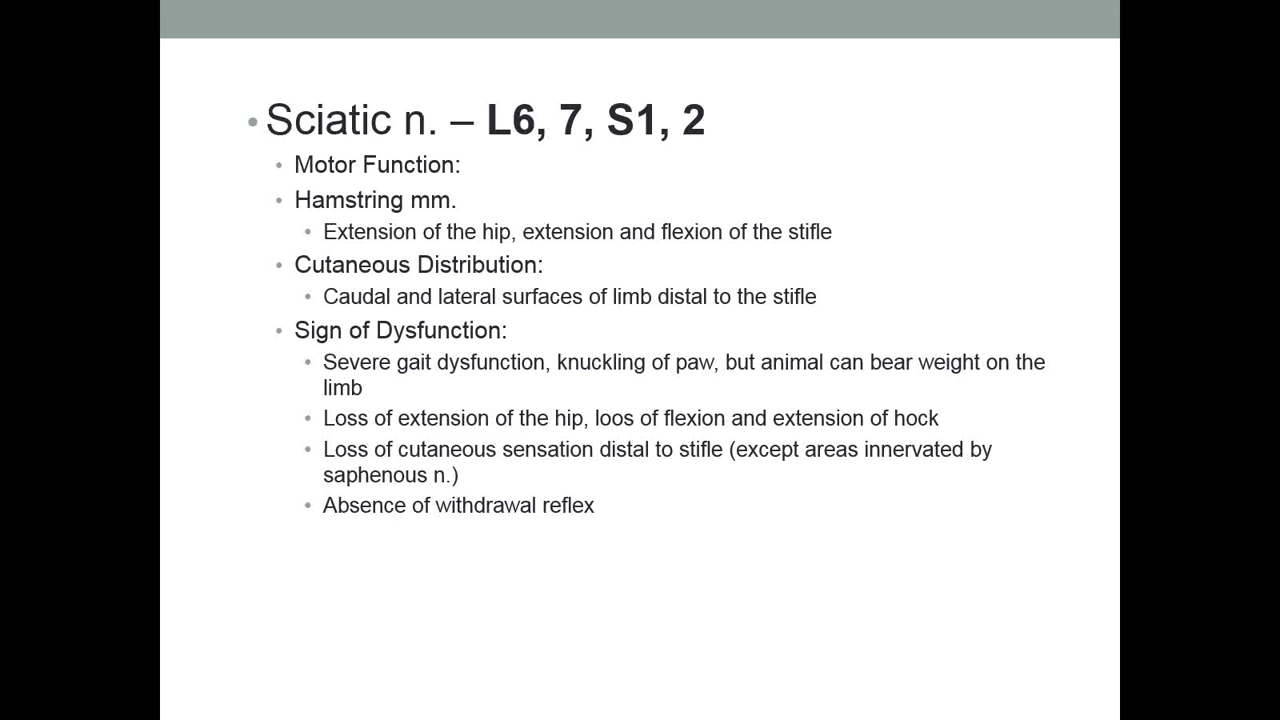 • Sciatic n. – L6, 7, S1, 2
• Motor Function:
• Hamstring mm.
• Extension of the hip, extension and flexion of the stifle
• Cutaneous Distribution:
• Caudal and lateral surfaces of limb distal to the stifle
• Sign of Dysfunction:
• Severe gait dysfunction, knuckling of paw, but animal can bear weight on the
limb
• Loss of extension of the hip, loos of flexion and extension of hock
• Loss of cutaneous sensation distal to stifle (except areas innervated by
saphenous n.)
• Absence of withdrawal reflex